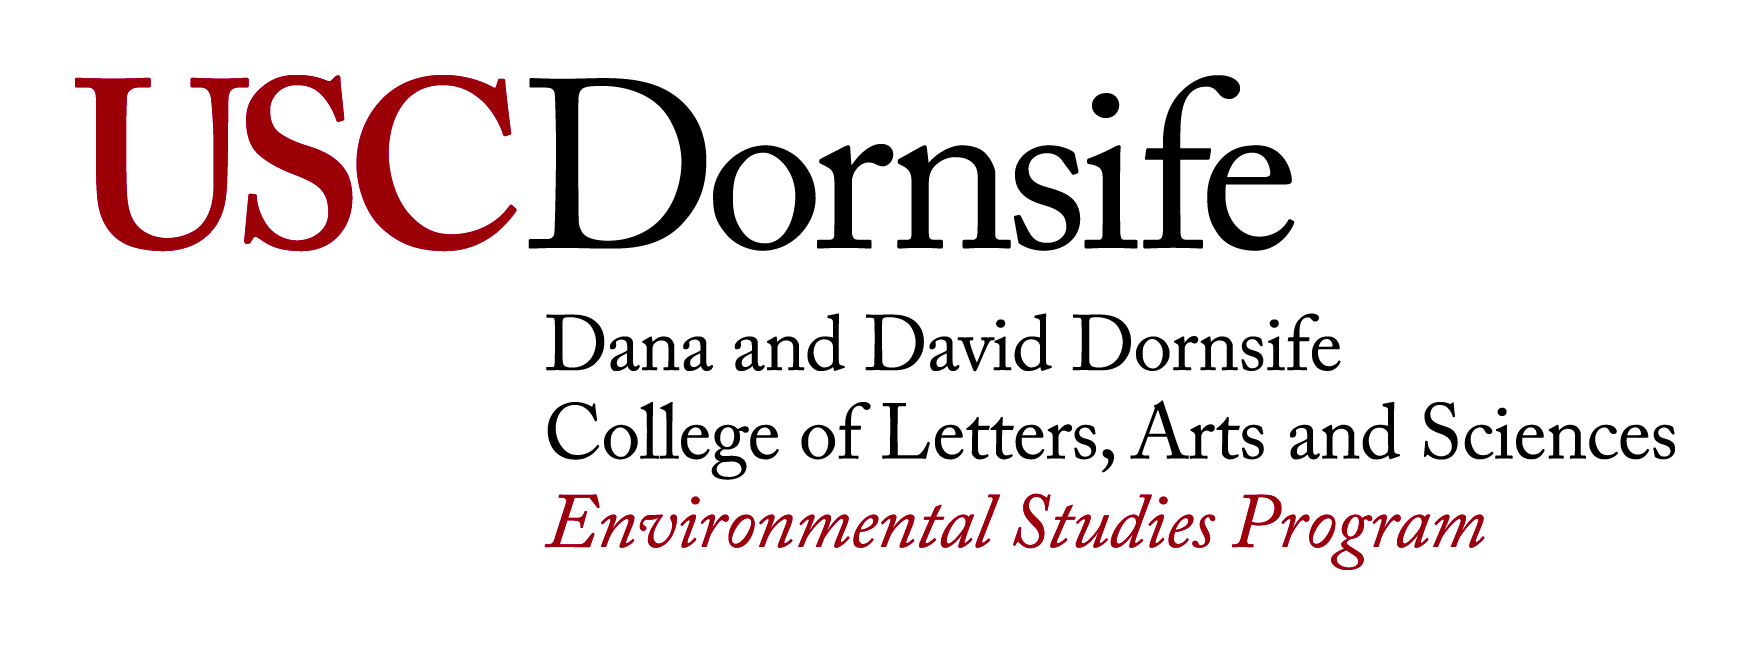 USCDornsife
Dana and David Dornsife
College of Letters, Arts and Sciences
Environmental Studies Program